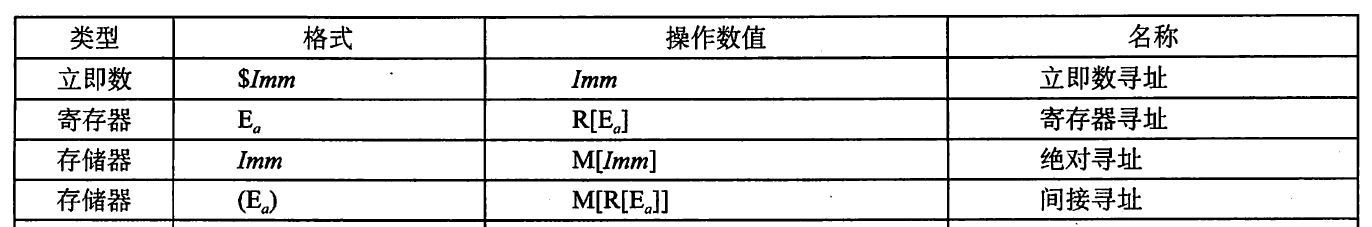 类型 格式 操作数值 名称
立即数 $Imm Imm 立即数寻址
寄存器 Eₐ R[Eₐ] 寄存器寻址
存储器 Imm M[Imm] 绝对寻址
存储器 (Eₐ) M[R[Eₐ]] 间接寻址